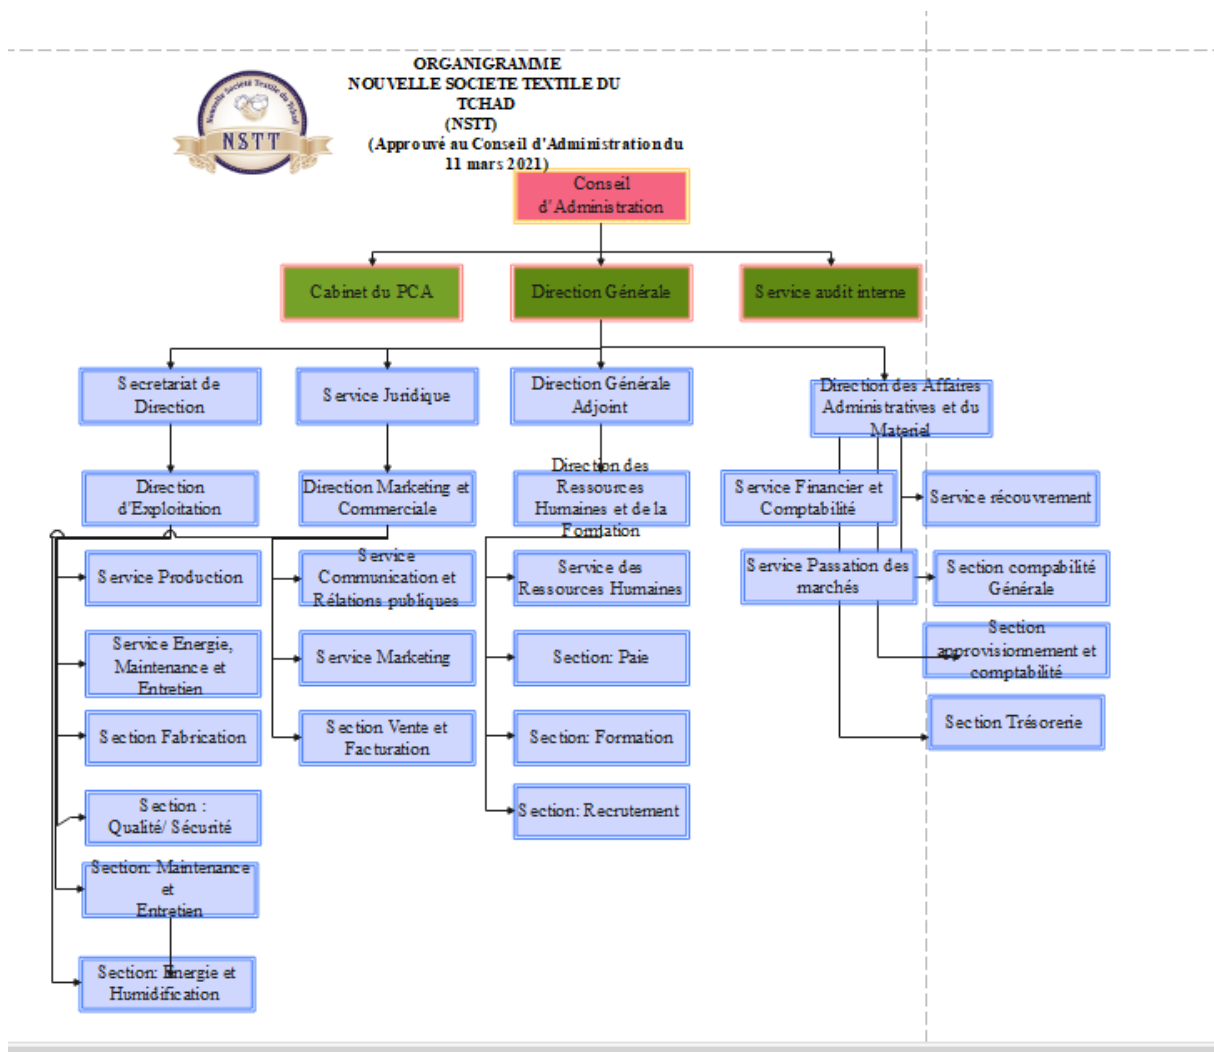 ORGANIGRAMME
NOUVELLE SOCIETE TEXTILE DU
TCHAD
(NSTT)
(Approuvé au Conseil d'Administration du
11 mars 2021)
Nouvelle Société Textile du Tchad
NSTT
Conseil
d'Administration
Cabinet du PCA
Direction Générale
Service audit interne
Secretariat de
Direction
Service Juridique
Direction Générale
Adjoint
Direction des Affaires
Administratives et du
Materiel
Direction
d'Exploitation
Direction Marketing et
Commerciale
Direction des
Ressources
Humaines et de la
Formation
Service Financier et
Comptabilité
Service récouvrement
Service Production
Service
Communication et
Rélations publiques
Service des
Ressources Humaines
Service Passation des
marchés
Section compabilité
Générale
Service Energie,
Maintenance et
Entretien
Service Marketing
Section: Paie
Section
approvisionnement et
comptabilité
Section Fabrication
Section Vente et
Facturation
Section: Formation
Section Trésorerie
Section :
Qualité/ Sécurité
Section: Recrutement
Section: Maintenance
et
Entretien
Section: Energie et
Humidification